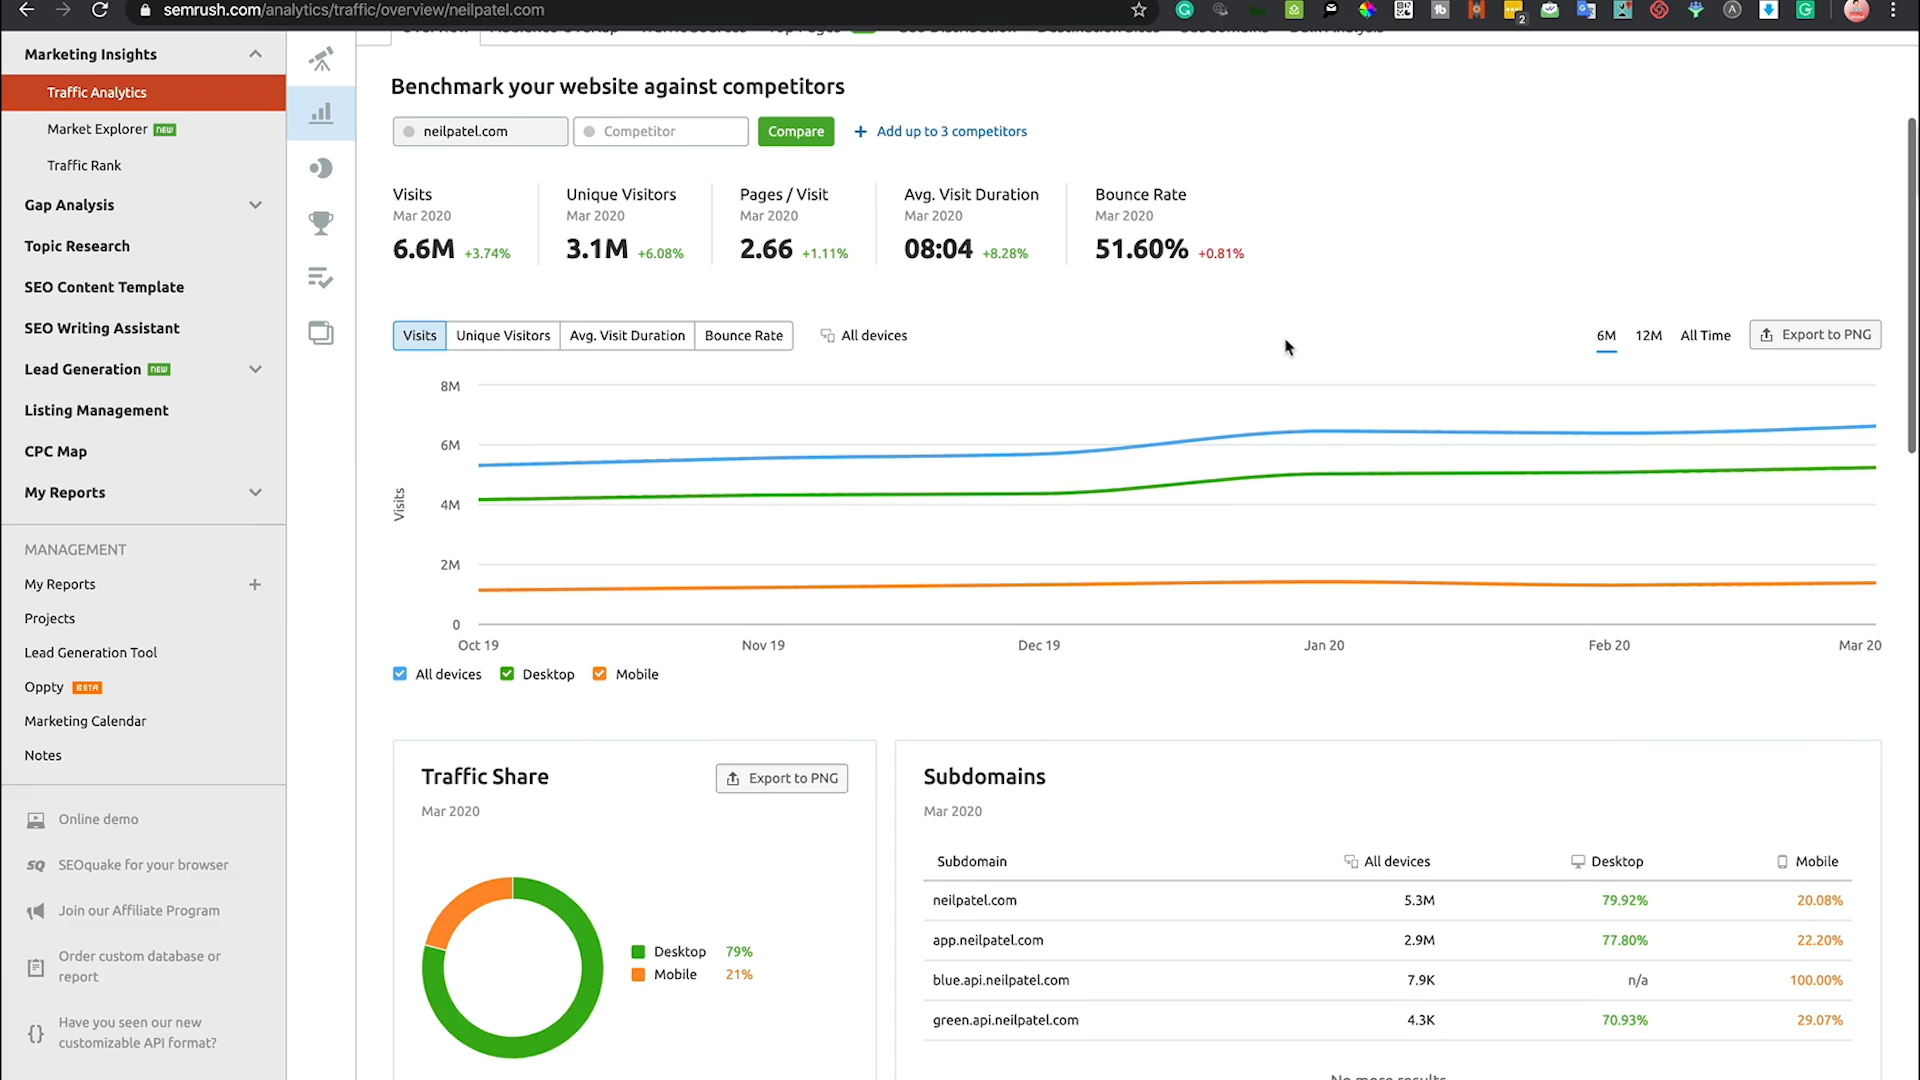 semrush.com/analytics/traffic/overview/neilpatel.com
2
Marketing Insights
Traffic Analytics
Market Explorer NEW
Traffic Rank
Gap Analysis
Topic Research
SEO Content Template
SEO Writing Assistant
Lead Generation NEW
Listing Management
CPC Map
My Reports
MANAGEMENT
My Reports +
Projects
Lead Generation Tool
Oppty BETA
Marketing Calendar
Notes
Online demo
SQ SEOquake for your browser
Join our Affiliate Program
Order custom database or
report
{} Have you seen our new
customizable API format?
Benchmark your website against competitors
neilpatel.com Competitor Compare + Add up to 3 competitors
Visits Unique Visitors Pages / Visit Avg. Visit Duration Bounce Rate
Mar 2020 Mar 2020 Mar 2020 Mar 2020 Mar 2020
6.6M +3.74% 3.1M +6.08% 2.66 +1.11% 08:04 +8.28% 51.60% +0.81%
Visits Unique Visitors Avg. Visit Duration Bounce Rate All devices 6M 12M All Time Export to PNG
8M
6M
4M
2M
0
Visits
Oct 19 Nov 19 Dec 19 Jan 20 Feb 20 Mar 20
All devices Desktop Mobile
Traffic Share Export to PNG
Mar 2020
Desktop 79%
Mobile 21%
Subdomains
Mar 2020
Subdomain All devices Desktop Mobile
neilpatel.com 5.3M 79.92% 20.08%
app.neilpatel.com 2.9M 77.80% 22.20%
blue.api.neilpatel.com 7.9K n/a 100.00%
green.api.neilpatel.com 4.3K 70.93% 29.07%
No more results